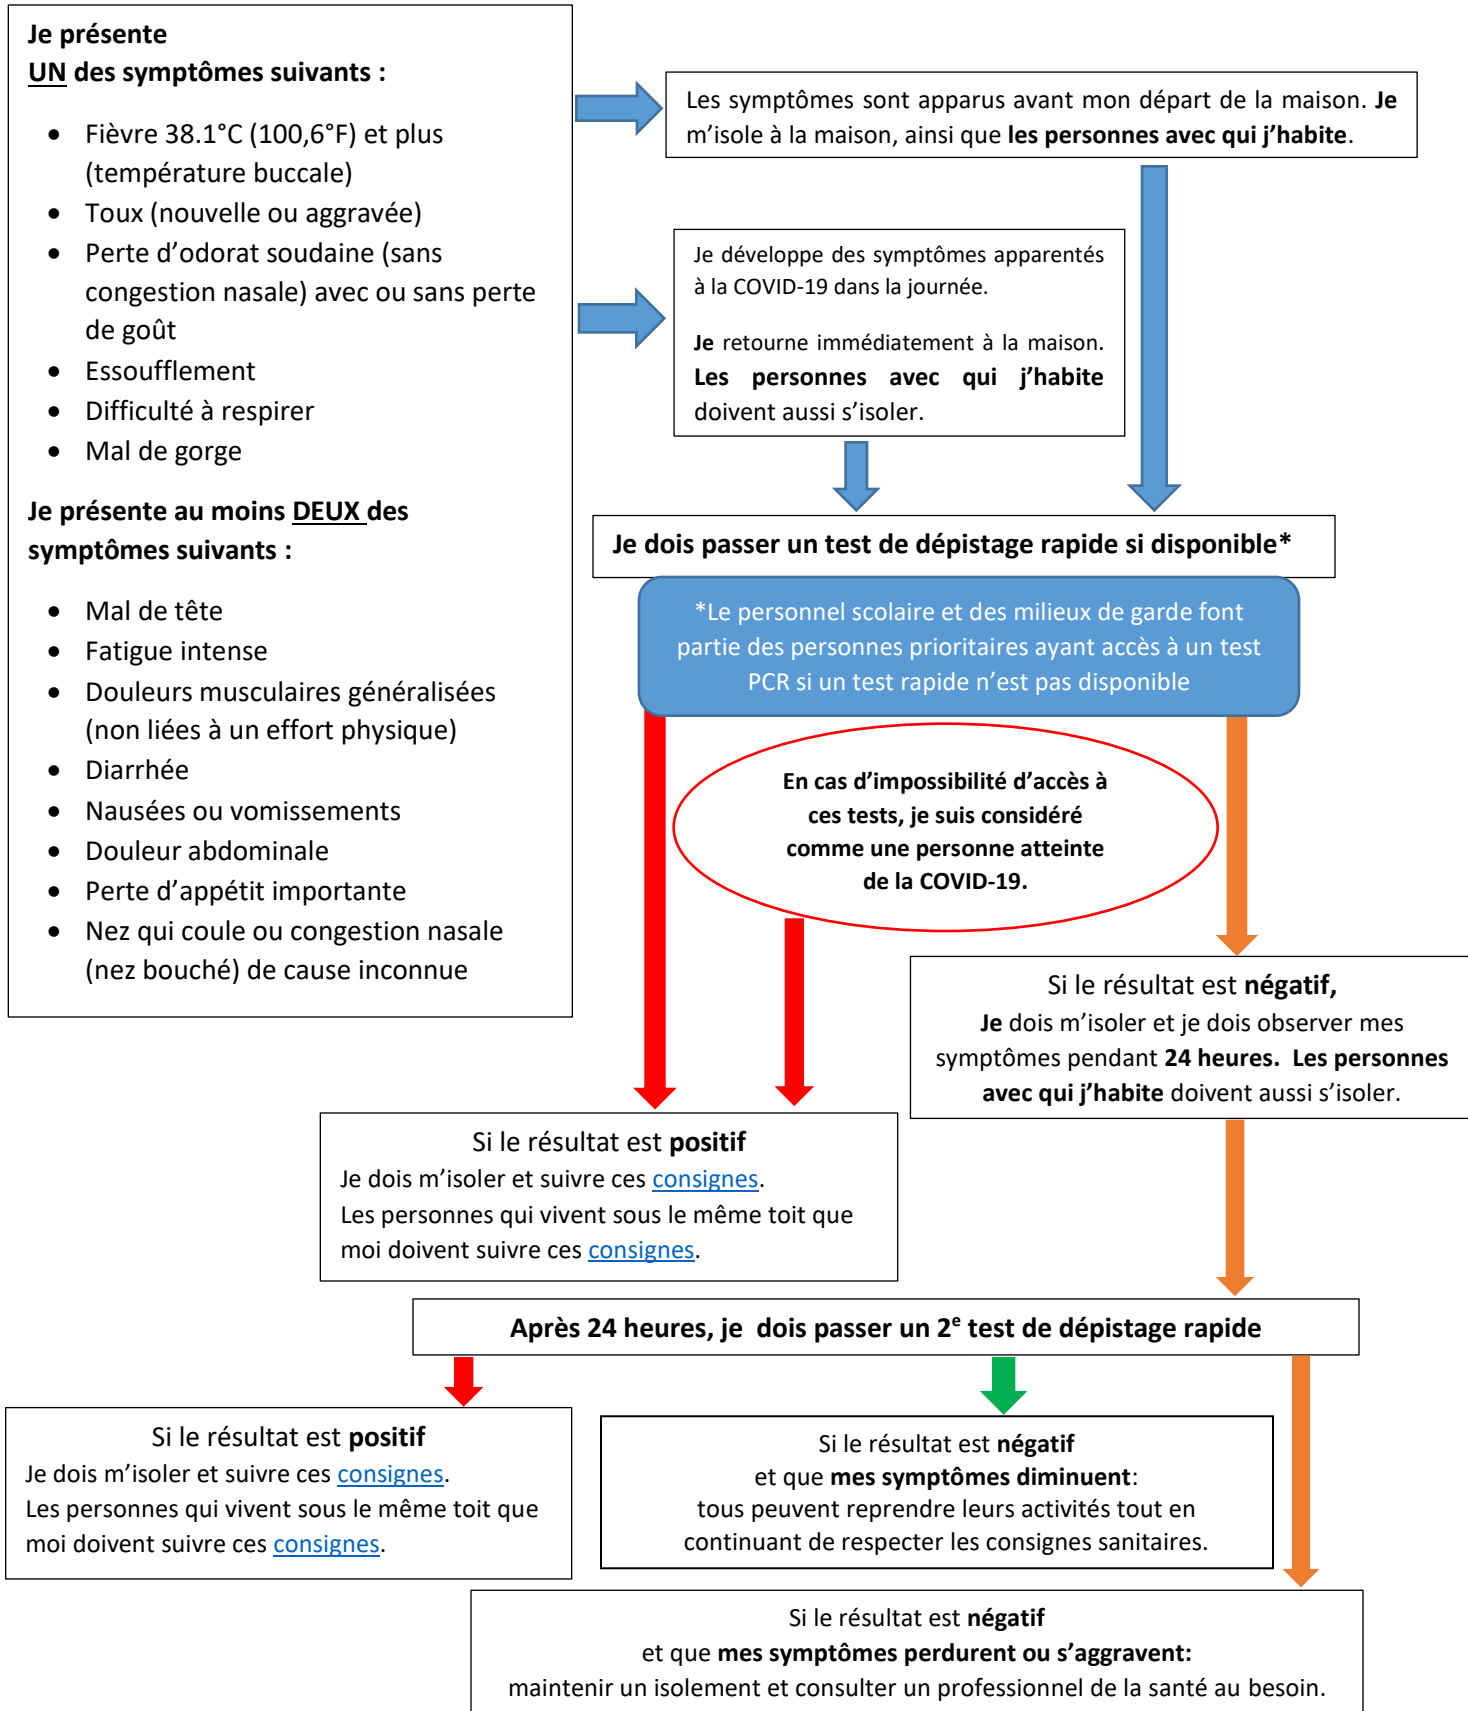 Je présente
UN des symptômes suivants :
• Fièvre 38.1°C (100,6°F) et plus
(température buccale)
• Toux (nouvelle ou aggravée)
• Perte d’odorat soudaine (sans
congestion nasale) avec ou sans perte
de goût
• Essoufflement
• Difficulté à respirer
• Mal de gorge
Je présente au moins DEUX des
symptômes suivants :
• Mal de tête
• Fatigue intense
• Douleurs musculaires généralisées
(non liées à un effort physique)
• Diarrhée
• Nausées ou vomissements
• Douleur abdominale
• Perte d’appétit importante
• Nez qui coule ou congestion nasale
(nez bouché) de cause inconnue
Les symptômes sont apparus avant mon départ de la maison. Je
m’isole à la maison, ainsi que les personnes avec qui j’habite.
Je développe des symptômes apparentés
à la COVID-19 dans la journée.
Je retourne immédiatement à la maison.
Les personnes avec qui j’habite
doivent aussi s’isoler.
Je dois passer un test de dépistage rapide si disponible*
*Le personnel scolaire et des milieux de garde font
partie des personnes prioritaires ayant accès à un test
PCR si un test rapide n’est pas disponible
En cas d’impossibilité d’accès à
ces tests, je suis considéré
comme une personne atteinte
de la COVID-19.
Si le résultat est négatif,
Je dois m’isoler et je dois observer mes
symptômes pendant 24 heures. Les personnes
avec qui j’habite doivent aussi s’isoler.
Si le résultat est positif
Je dois m’isoler et suivre ces consignes.
Les personnes qui vivent sous le même toit que
moi doivent suivre ces consignes.
Après 24 heures, je dois passer un 2e test de dépistage rapide
Si le résultat est positif
Je dois m’isoler et suivre ces consignes.
Les personnes qui vivent sous le même toit que
moi doivent suivre ces consignes.
Si le résultat est négatif
et que mes symptômes diminuent:
tous peuvent reprendre leurs activités tout en
continuant de respecter les consignes sanitaires.
Si le résultat est négatif
et que mes symptômes perdurent ou s’aggravent:
maintenir un isolement et consulter un professionnel de la santé au besoin.